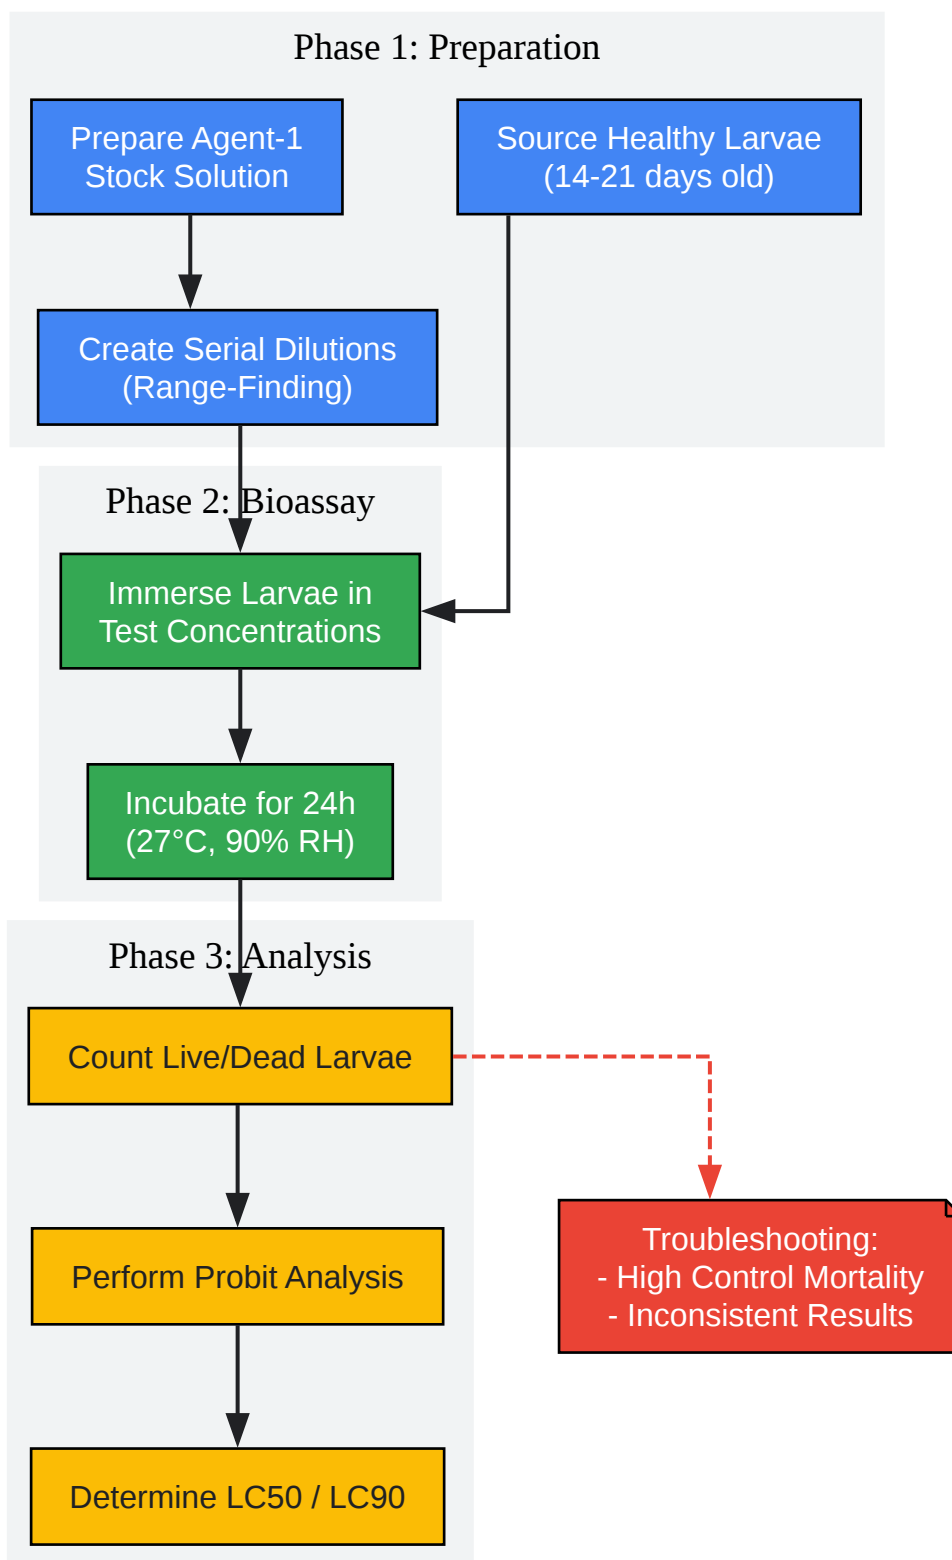 Phase 1: Preparation
Prepare Agent-1
Stock Solution
Source Healthy Larvae
(14-21 days old)
Create Serial Dilutions
(Range-Finding)
Phase 2: Bioassay
Immerse Larvae in
Test Concentrations
Incubate for 24h
(27°C, 90% RH)
Phase 3: Analysis
Count Live/Dead Larvae
Troubleshooting:
- High Control Mortality
- Inconsistent Results
Perform Probit Analysis
Determine LC50 / LC90